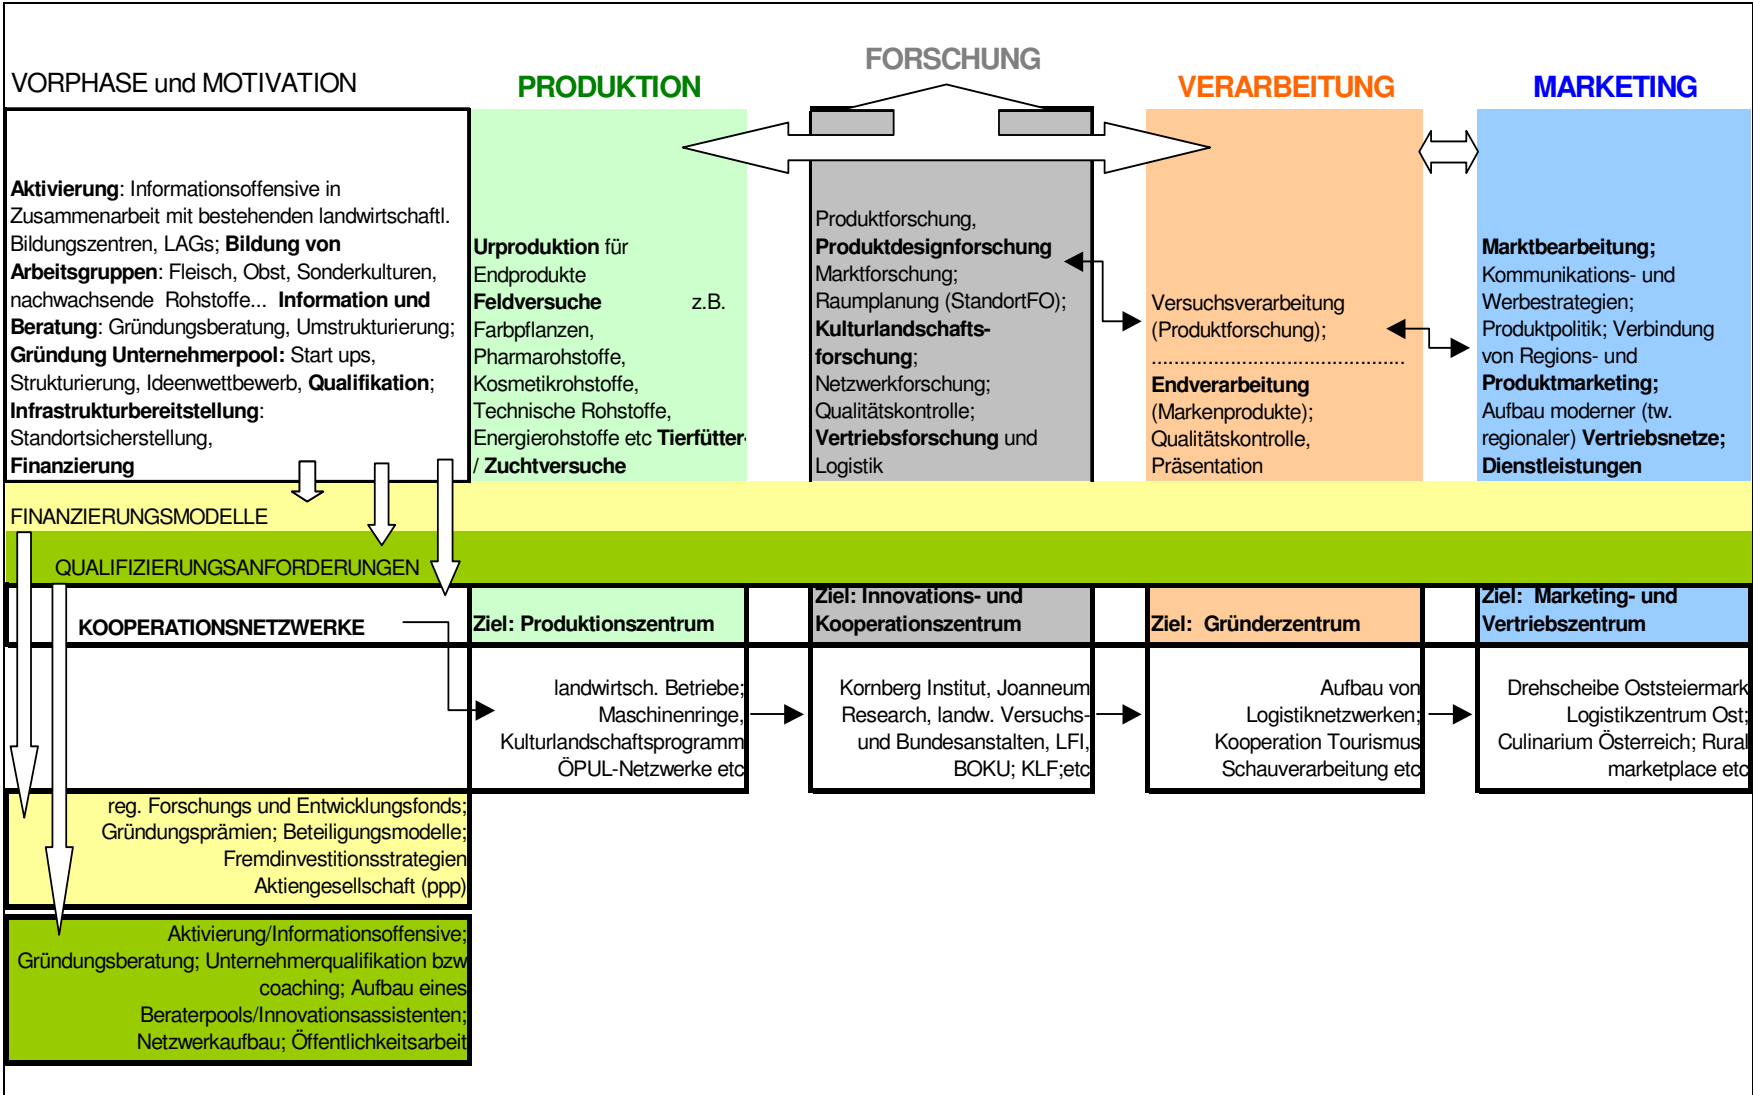 VORPHASE und MOTIVATION
PRODUKTION
FORSCHUNG
VERARBEITUNG
MARKETING
Aktivierung: Informationsoffensive in
Zusammenarbeit mit bestehenden landwirtschaftl.
Bildungszentren, LAGs; Bildung von
Arbeitsgruppen: Fleisch, Obst, Sonderkulturen,
nachwachsende Rohstoffe... Information und
Beratung: Gründungsberatung, Umstrukturierung;
Gründung Unternehmerpool: Start ups,
Strukturierung, Ideenwettbewerb, Qualifikation;
Infrastrukturbereitstellung:
Standortsicherstellung,
Finanzierung
Urproduktion für
Endprodukte
Feldversuche z.B.
Farbpflanzen,
Pharmarohstoffe,
Kosmetikrohstoffe,
Technische Rohstoffe,
Energierohstoffe etc Tierfütter-
/ Zuchtversuche
Produktforschung,
Produktdesignforschung
Marktforschung;
Raumplanung (StandortFO);
Kulturlandschafts-
forschung;
Netzwerkforschung;
Qualitätskontrolle;
Vertriebsforschung und
Logistik
Versuchsverarbeitung
(Produktforschung);
.............................................
Endverarbeitung
(Markenprodukte);
Qualitätskontrolle,
Präsentation
Marktbearbeitung;
Kommunikations- und
Werbestrategien;
Produktpolitik; Verbindung
von Regions- und
Produktmarketing;
Aufbau moderner (tw.
regionaler) Vertriebsnetze;
Dienstleistungen
FINANZIERUNGSMODELLE
QUALIFIZIERUNGSANFORDERUNGEN
KOOPERATIONSNETZWERKE
Ziel: Produktionszentrum
Ziel: Innovations- und
Kooperationszentrum
Ziel: Gründerzentrum
Ziel: Marketing- und
Vertriebszentrum
landwirtsch. Betriebe;
Maschinenringe,
Kulturlandschaftsprogramm
ÖPUL-Netzwerke etc
Kornberg Institut, Joanneum
Research, landw. Versuchs-
und Bundesanstalten, LFI,
BOKU; KLF;etc
Aufbau von
Logistiknetzwerken;
Kooperation Tourismus
Schauverarbeitung etc
Drehscheibe Oststeiermark
Logistikzentrum Ost;
Culinarium Österreich; Rural
marketplace etc
reg. Forschungs und Entwicklungsfonds;
Gründungsprämien; Beteiligungsmodelle;
Fremdinvestitionsstrategien
Aktiengesellschaft (ppp)
Aktivierung/Informationsoffensive;
Gründungsberatung; Unternehmerqualifikation bzw
coaching; Aufbau eines
Beraterpools/Innovationsassistenten;
Netzwerkaufbau; Öffentlichkeitsarbeit